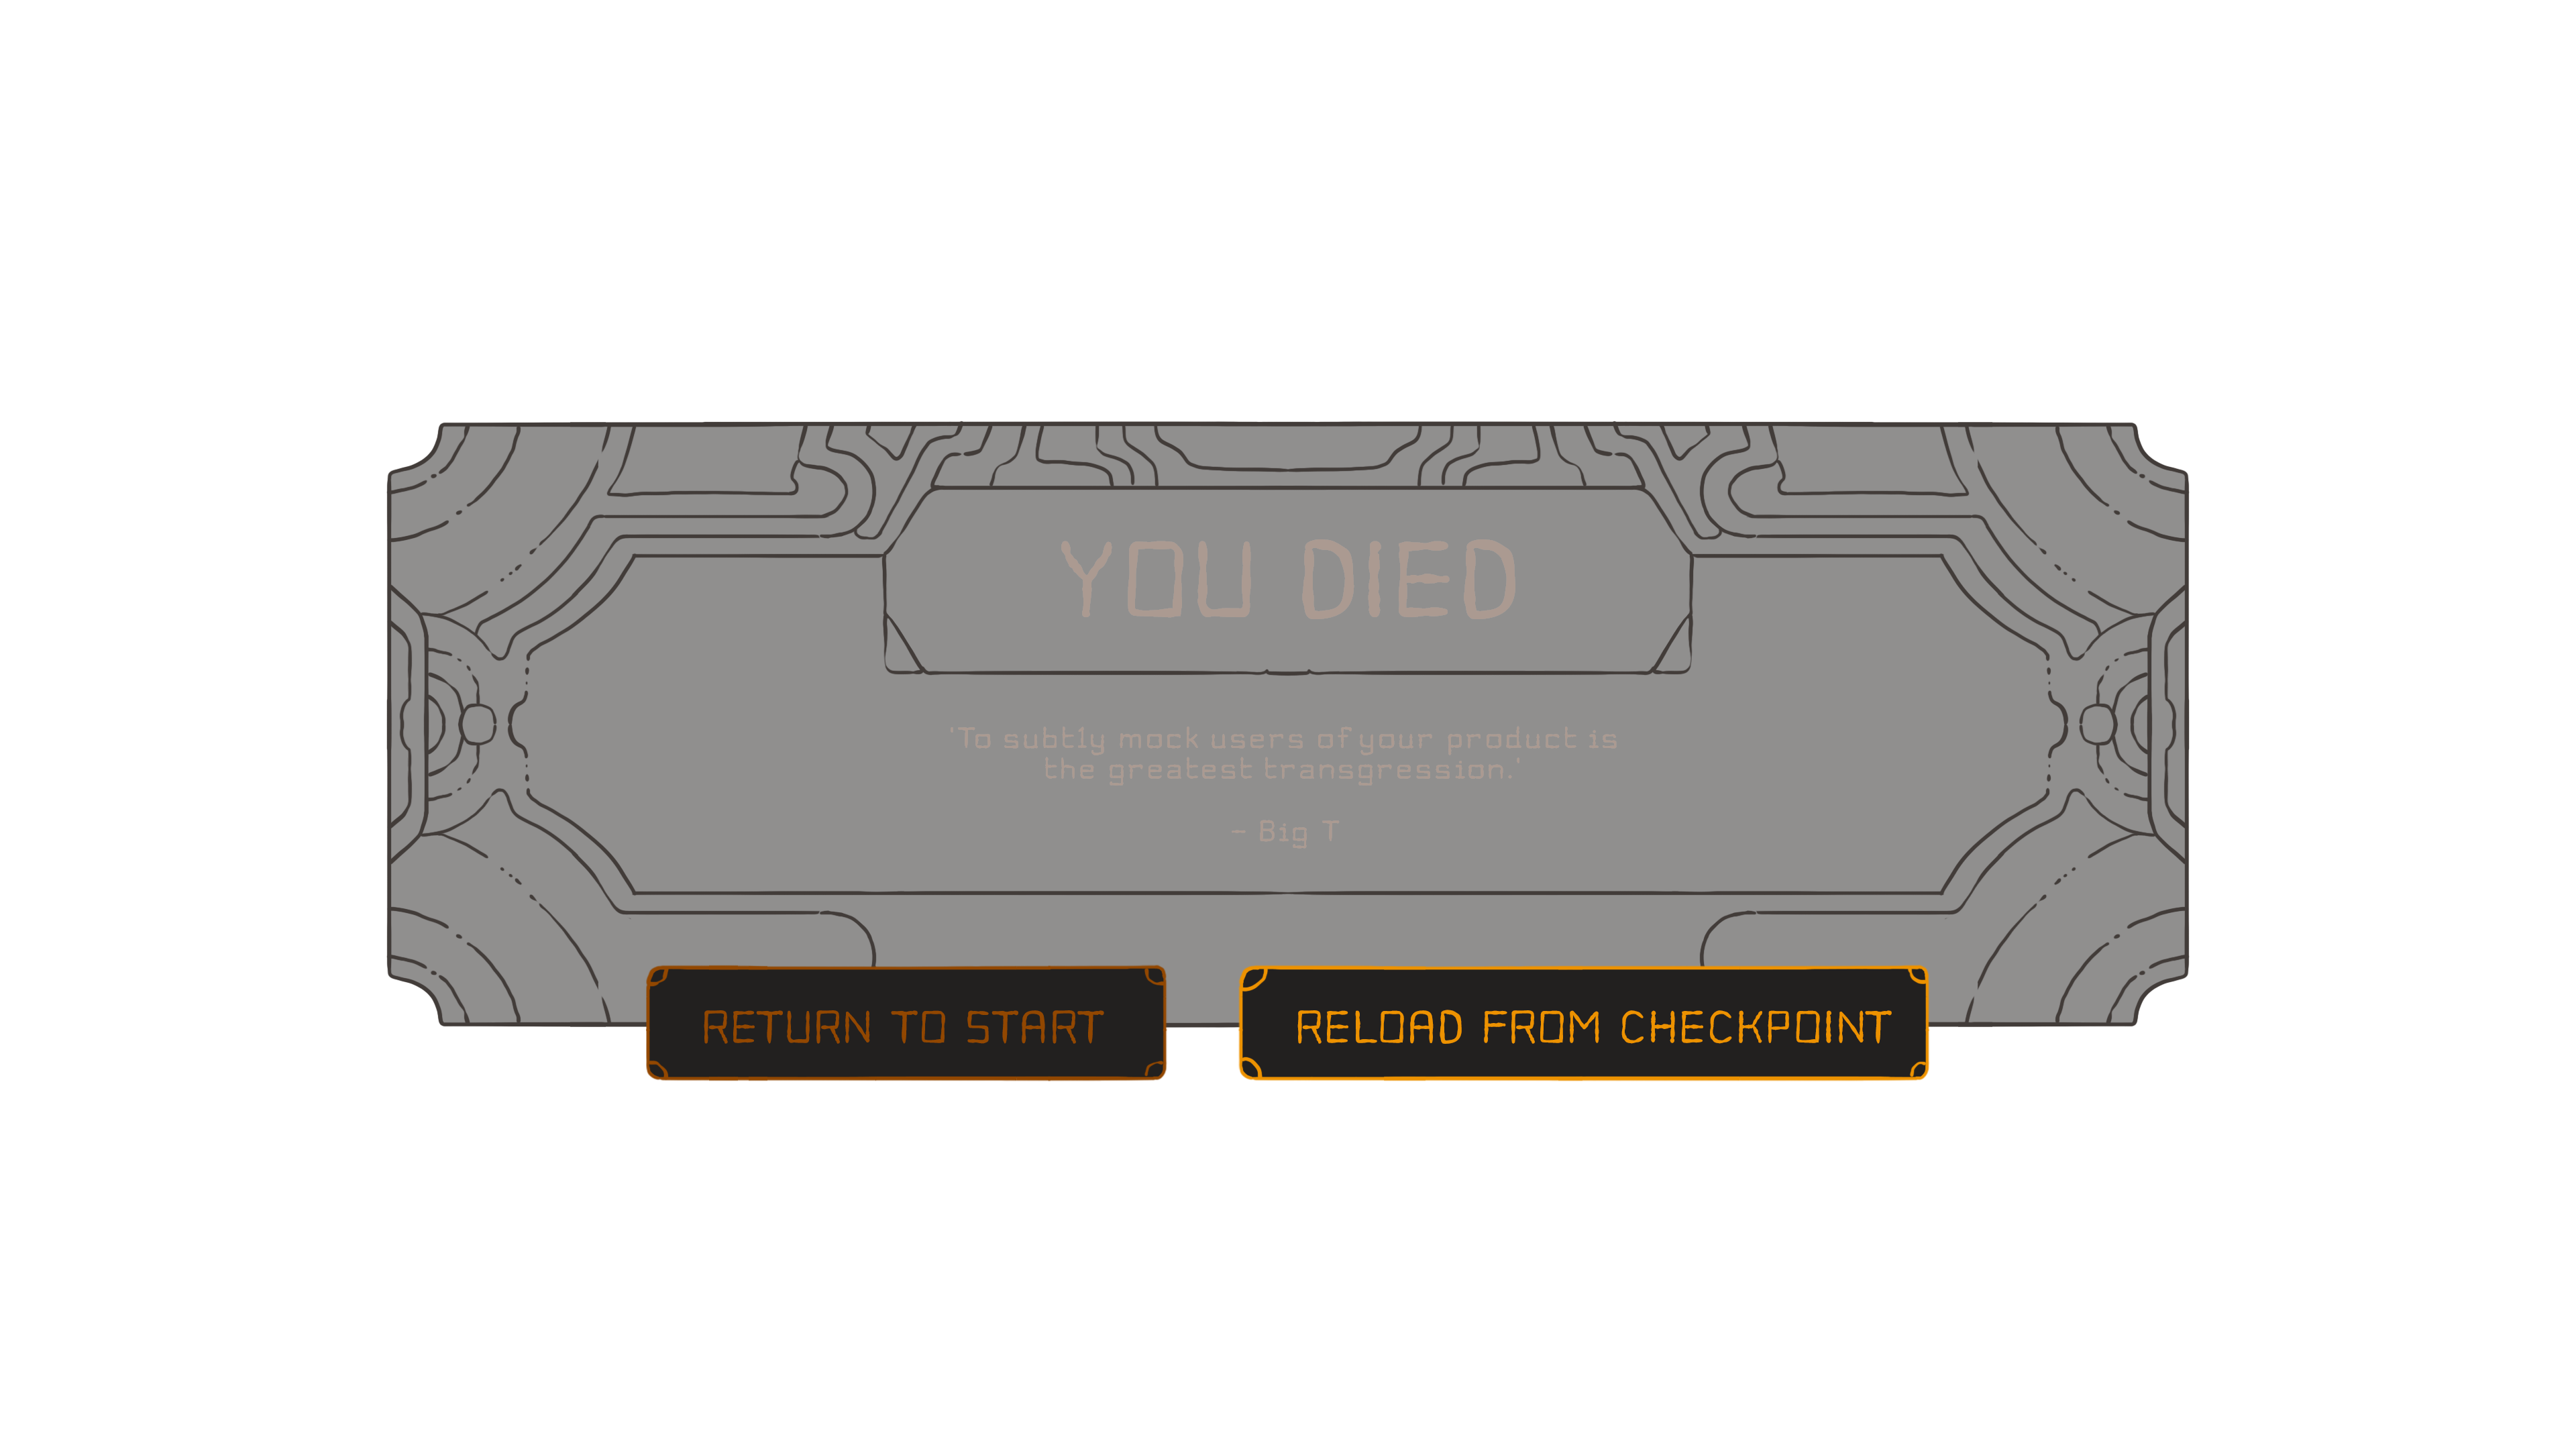 YOU DIED
'To subt1y mock users of your product is
the greatest transgression.'
- Big T
RETURN TO START
RELOAD FROM CHECKPOINT